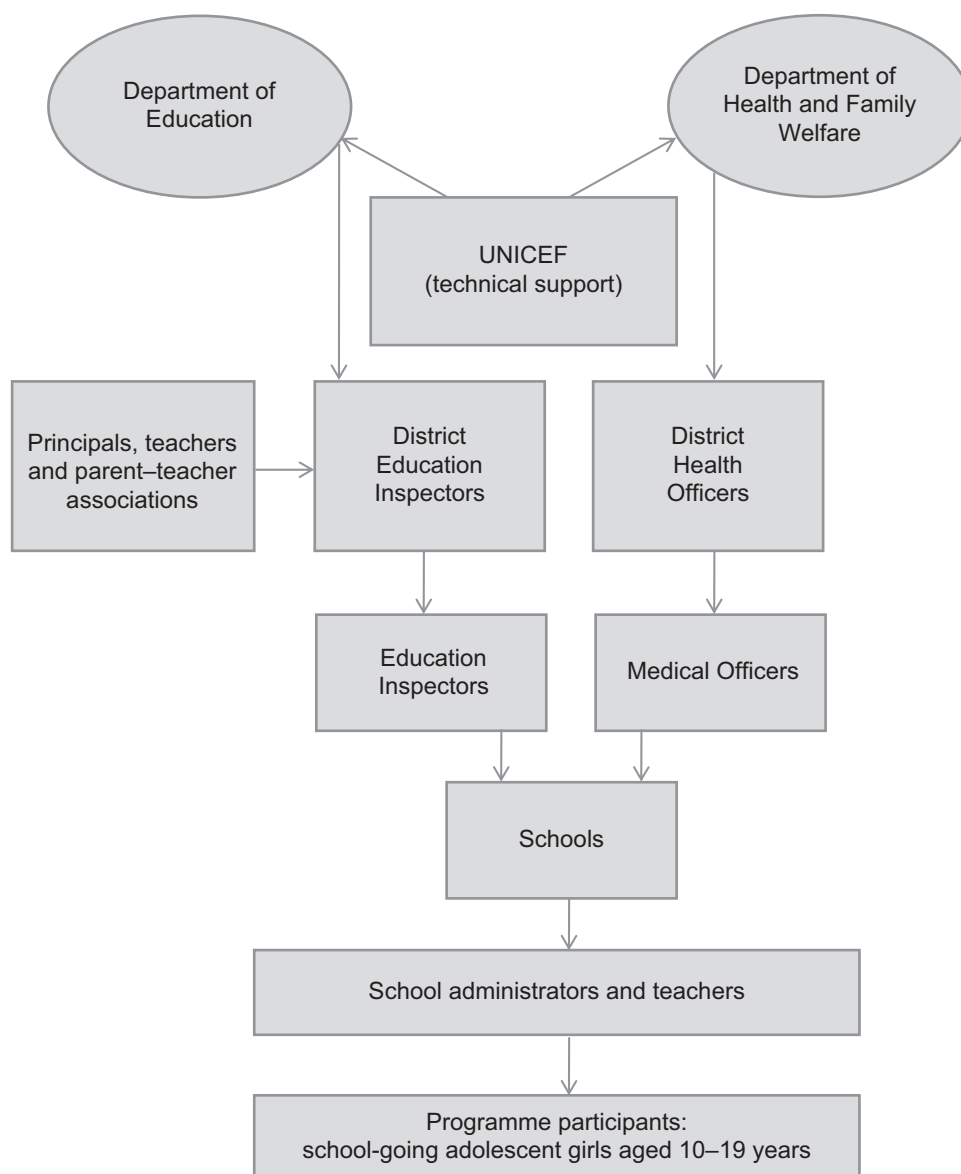 Department of
Education
Department of
Health and Family
Welfare
UNICEF
(technical support)
Principals, teachers
and parent–teacher
associations
District
Education
Inspectors
District
Health
Officers
Education
Inspectors
Medical Officers
Schools
School administrators and teachers
Programme participants:
school-going adolescent girls aged 10–19 years